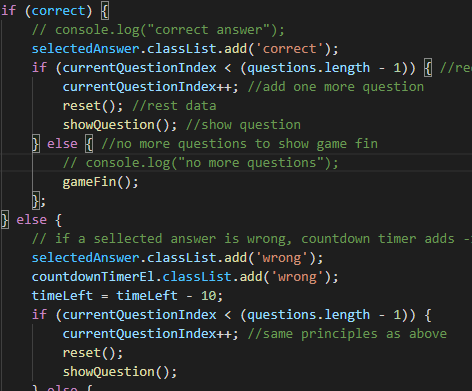 if (correct) {
// console.log("correct answer");
selectedAnswer.classList.add('correct');
if (currentQuestionIndex < (questions.length - 1)) { //
currentQuestionIndex++; //add one more question
reset(); //rest data
showQuestion(); //show question
} else { //no more questions to show game fin
// console.log("no more questions");
gameFin();
};
} else {
// if a sellected answer is wrong, countdown timer adds -
selectedAnswer.classList.add('wrong');
countdownTimerEl.classList.add('wrong');
timeLeft = timeLeft - 10;
if (currentQuestionIndex < (questions.length - 1)) {
currentQuestionIndex++; //same principles as above
reset();
showQuestion();
} else {